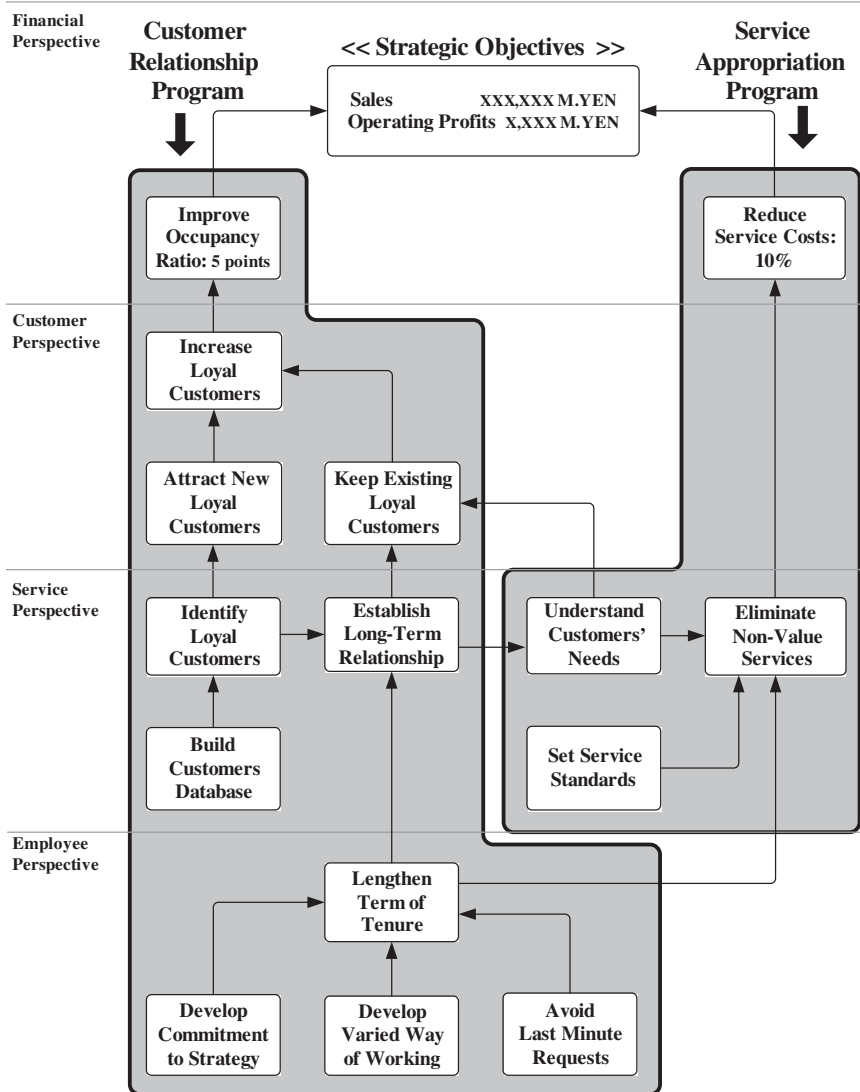 Financial
Perspective
Customer
Relationship
Program
<< Strategic Objectives >>
Service
Appropriation
Program
Sales XXX,XXX M.YEN
Operating Profits X,XXX M.YEN
Improve
Occupancy
Ratio: 5 points
Reduce
Service Costs:
10%
Customer
Perspective
Increase
Loyal
Customers
Attract New
Loyal
Customers
Keep Existing
Loyal
Customers
Service
Perspective
Identify
Loyal
Customers
Establish
Long-Term
Relationship
Understand
Customers’
Needs
Eliminate
Non-Value
Services
Build
Customers
Database
Set Service
Standards
Employee
Perspective
Lengthen
Term of
Tenure
Develop
Commitment
to Strategy
Develop
Varied Way
of Working
Avoid
Last Minute
Requests